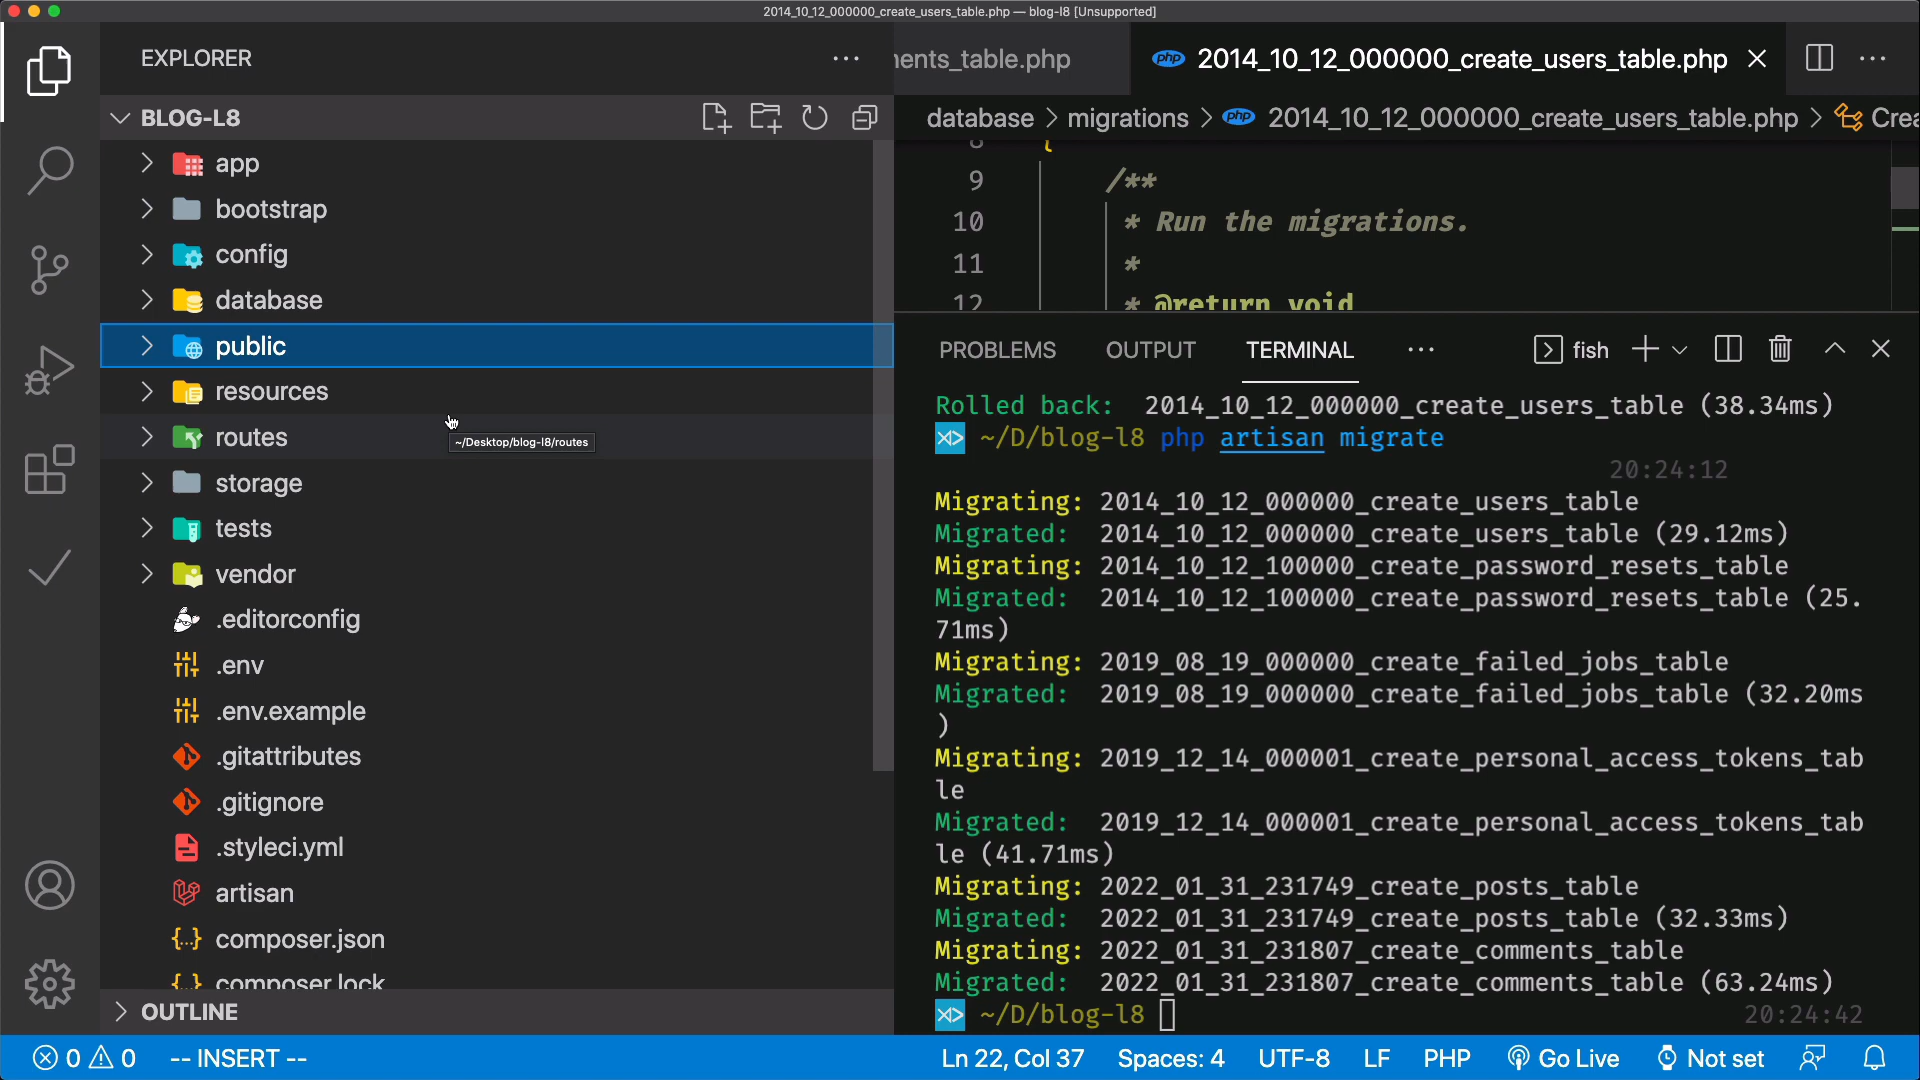 2014_10_12_000000_create_users_table.php — blog-l8 [Unsupported]
EXPLORER
BLOG-L8
app
bootstrap
config
database
public
resources
routes
~/Desktop/blog-l8/routes
storage
tests
vendor
.editorconfig
.env
.env.example
.gitattributes
.gitignore
.styleci.yml
artisan
composer.json
composer.lock
OUTLINE
ents_table.php
php 2014_10_12_000000_create_users_table.php
database > migrations > php 2014_10_12_000000_create_users_table.php > Crea
8 {
9 /**
10 * Run the migrations.
11 *
12 * @return void
PROBLEMS OUTPUT TERMINAL fish
Rolled back: 2014_10_12_000000_create_users_table (38.34ms)
~/D/blog-l8 php artisan migrate
20:24:12
Migrating: 2014_10_12_000000_create_users_table
Migrated: 2014_10_12_000000_create_users_table (29.12ms)
Migrating: 2014_10_12_100000_create_password_resets_table
Migrated: 2014_10_12_100000_create_password_resets_table (25.
71ms)
Migrating: 2019_08_19_000000_create_failed_jobs_table
Migrated: 2019_08_19_000000_create_failed_jobs_table (32.20ms
)
Migrating: 2019_12_14_000001_create_personal_access_tokens_tab
le
Migrated: 2019_12_14_000001_create_personal_access_tokens_tab
le (41.71ms)
Migrating: 2022_01_31_231749_create_posts_table
Migrated: 2022_01_31_231749_create_posts_table (32.33ms)
Migrating: 2022_01_31_231807_create_comments_table
Migrated: 2022_01_31_231807_create_comments_table (63.24ms)
~/D/blog-l8 20:24:42
0 0 -- INSERT -- Ln 22, Col 37 Spaces: 4 UTF-8 LF PHP Go Live Not set